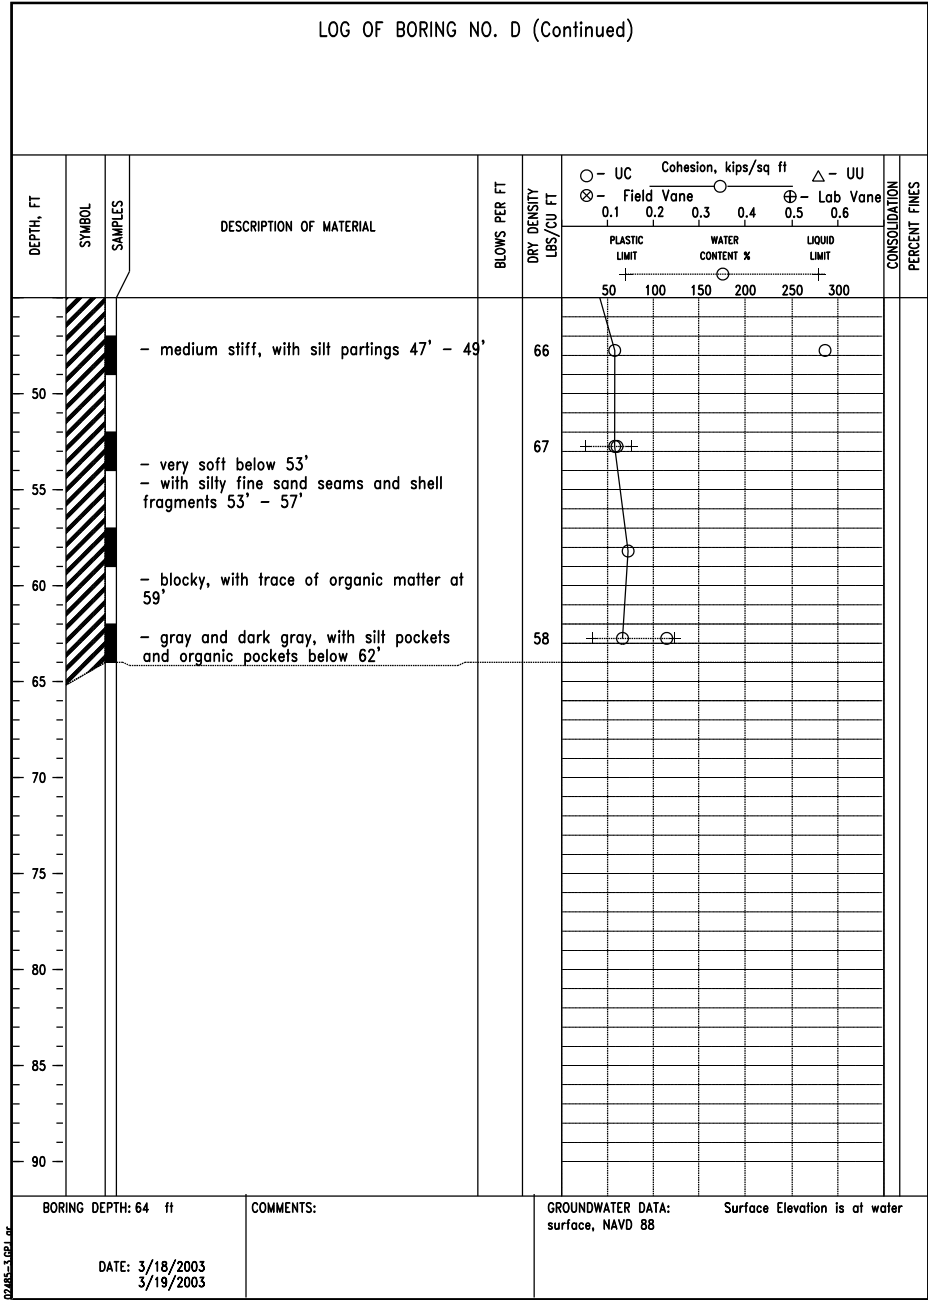 LOG OF BORING NO. D (Continued)
DEPTH, FT
SYMBOL
SAMPLES
DESCRIPTION OF MATERIAL
BLOWS PER FT
DRY DENSITY
LBS/CU FT
Cohesion, kips/sq ft
○ - UC
△ - UU
⊗ - Field Vane
⊕ - Lab Vane
0.1 0.2 0.3 0.4 0.5 0.6
PLASTIC LIMIT
WATER CONTENT %
LIQUID LIMIT
50 100 150 200 250 300
CONSOLIDATION
PERCENT FINES
- medium stiff, with silt partings 47' - 49'
66
50
67
- very soft below 53'
- with silty fine sand seams and shell
fragments 53' - 57'
55
- blocky, with trace of organic matter at
59'
60
- gray and dark gray, with silt pockets
and organic pockets below 62'
58
65
70
75
80
85
90
BORING DEPTH: 64 ft
DATE: 3/18/2003
3/19/2003
COMMENTS:
GROUNDWATER DATA: Surface Elevation is at water
surface, NAVD 88